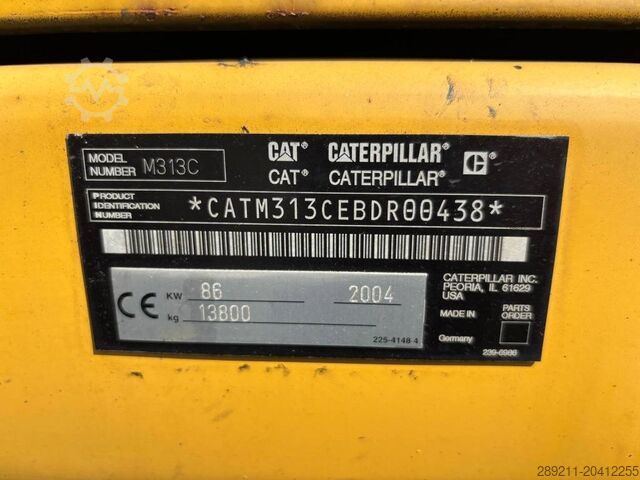 MODEL NUMBER M313C
CAT® CATERPILLAR® C
CAT® CATERPILLAR®
PRODUCT IDENTIFICATION NUMBER *CATM313CEBDR00438*
CATERPILLAR INC.
PEORIA, IL 61629
USA
CE KW 86 2004
kg 13800
MADE IN PARTS ORDER
Germany
225-4148 4
239-6986
289211-20412255